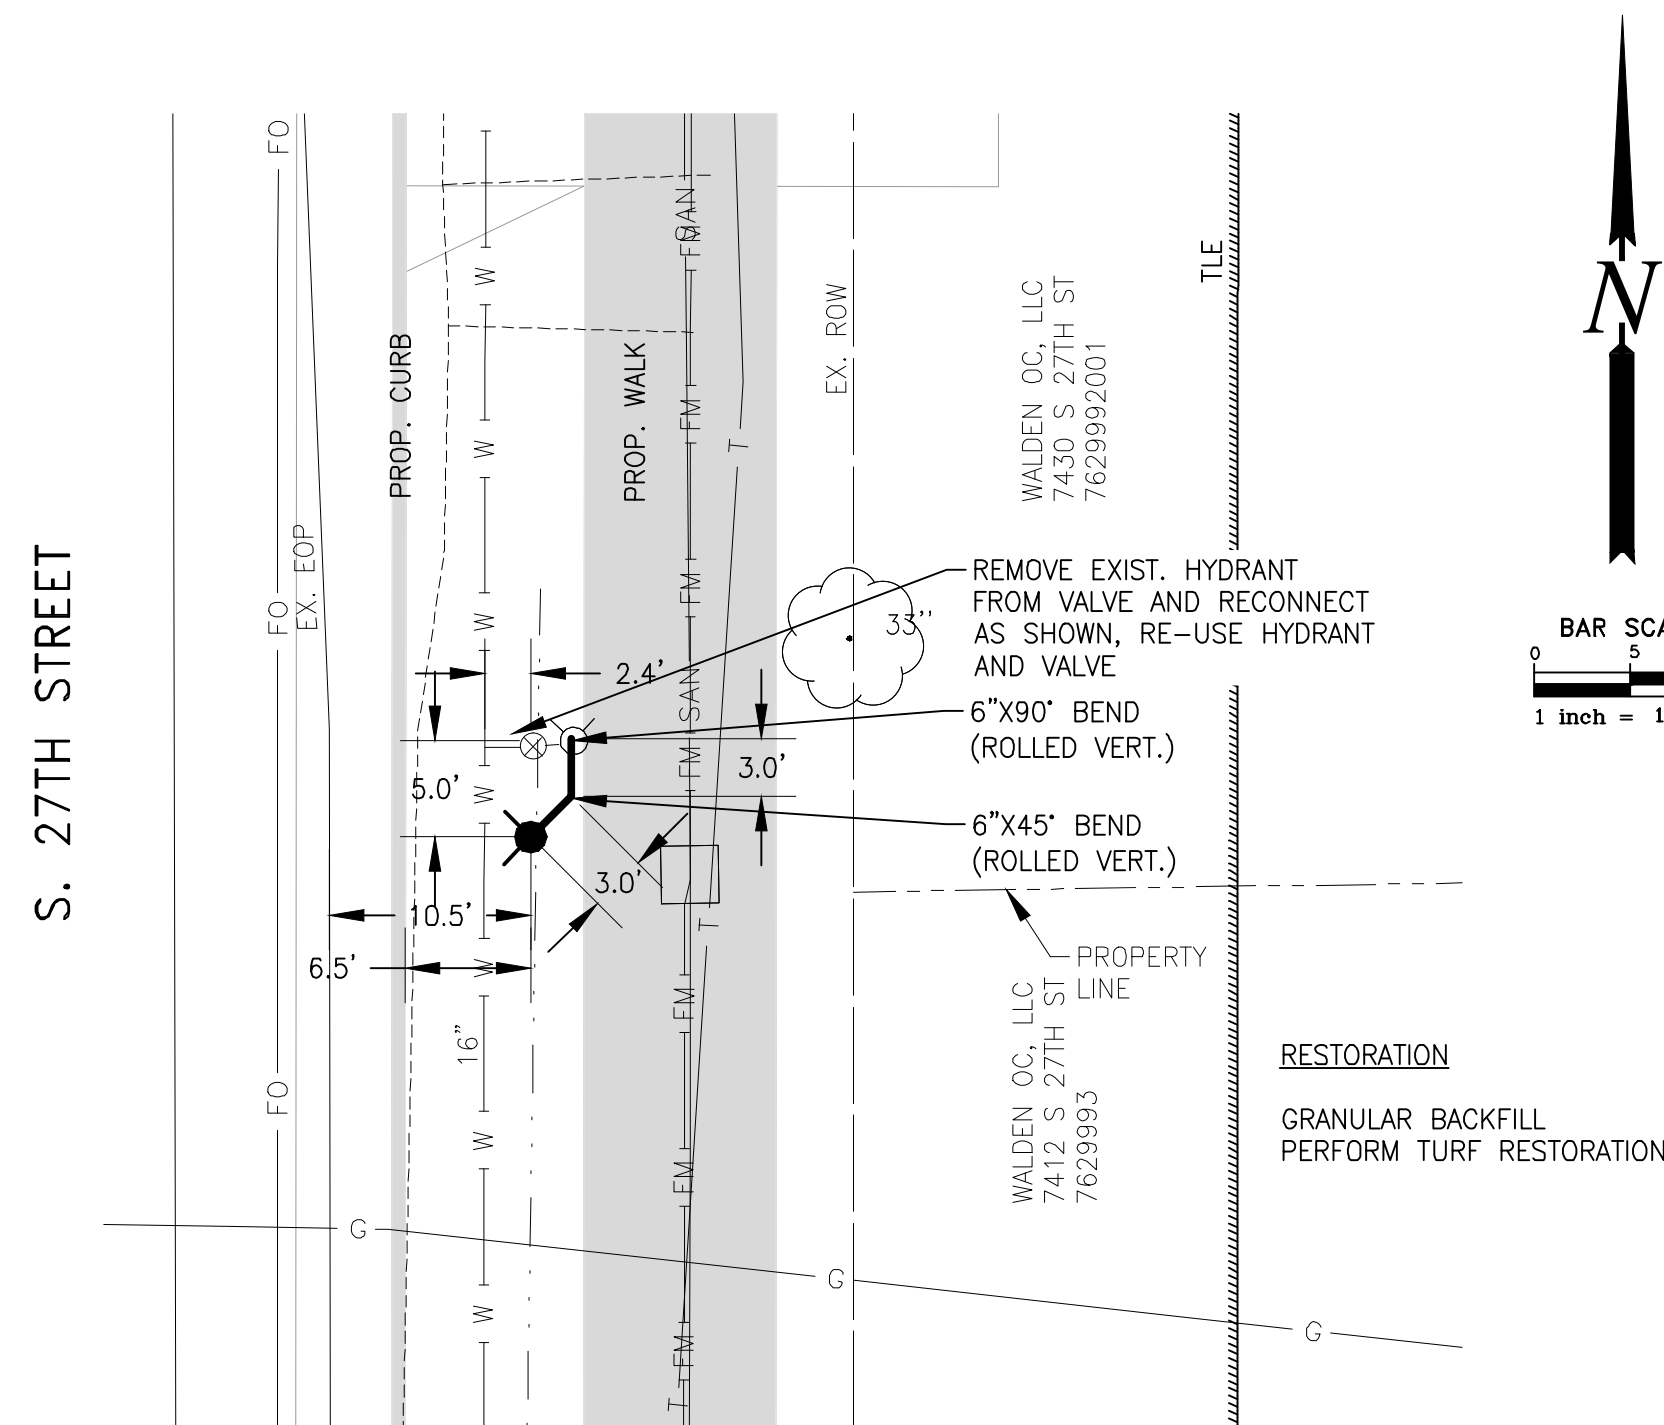 S. 27TH STREET
FO
FO
FO
EX. EOP
PROP. CURB
PROP. WALK
W
W
W
W
W
W
W
W
16"
SAN
FM
FM
FM
SAN
FM
FM
FM
FM
T
T
T
EX. ROW
TLE
WALDEN OC, LLC
7430 S 27TH ST
7629992001
N
BAR SCA
0
5
1 inch = 1
33"
REMOVE EXIST. HYDRANT
FROM VALVE AND RECONNECT
AS SHOWN, RE-USE HYDRANT
AND VALVE
6"X90° BEND
(ROLLED VERT.)
6"X45° BEND
(ROLLED VERT.)
2.4'
5.0'
3.0'
3.0'
10.5'
6.5'
PROPERTY
LINE
WALDEN OC, LLC
7412 S 27TH ST
7629993
RESTORATION
GRANULAR BACKFILL
PERFORM TURF RESTORATION
G
G
G